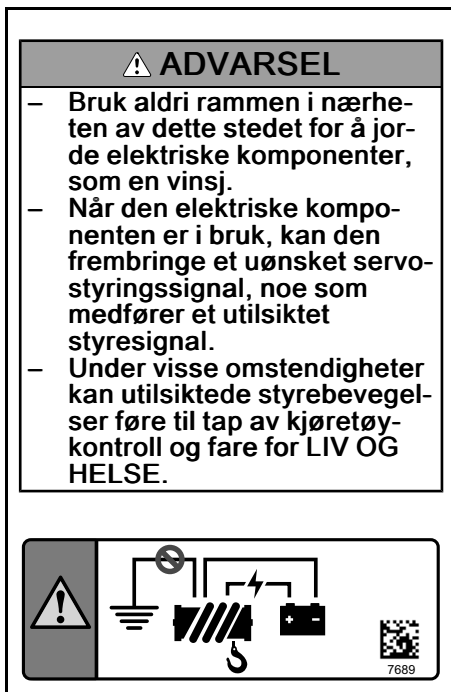 ⚠ ADVARSEL
– Bruk aldri rammen i nærhe-
ten av dette stedet for å jor-
de elektriske komponenter,
som en vinsj.
– Når den elektriske kompo-
nenten er i bruk, kan den
frembringe et uønsket servo-
styringssignal, noe som
medfører et utilsiktet
styresignal.
– Under visse omstendigheter
kan utilsiktede styrebevegel-
ser føre til tap av kjøretøy-
kontroll og fare for LIV OG
HELSE.
+ –
7689